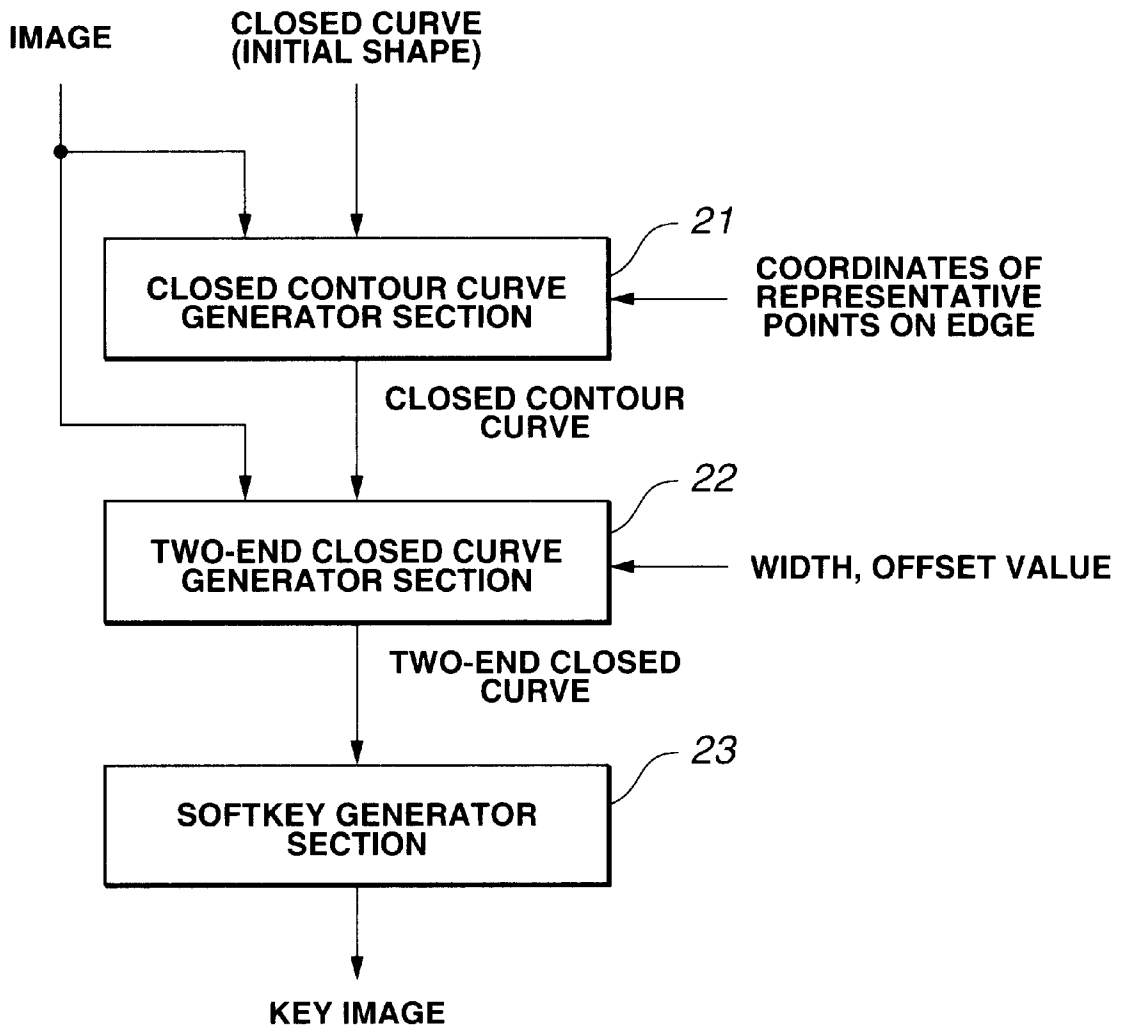 IMAGE
CLOSED CURVE
(INITIAL SHAPE)
21
CLOSED CONTOUR CURVE
GENERATOR SECTION
COORDINATES OF
REPRESENTATIVE
POINTS ON EDGE
CLOSED CONTOUR
CURVE
22
TWO-END CLOSED CURVE
GENERATOR SECTION
WIDTH, OFFSET VALUE
TWO-END CLOSED
CURVE
23
SOFTKEY GENERATOR
SECTION
KEY IMAGE